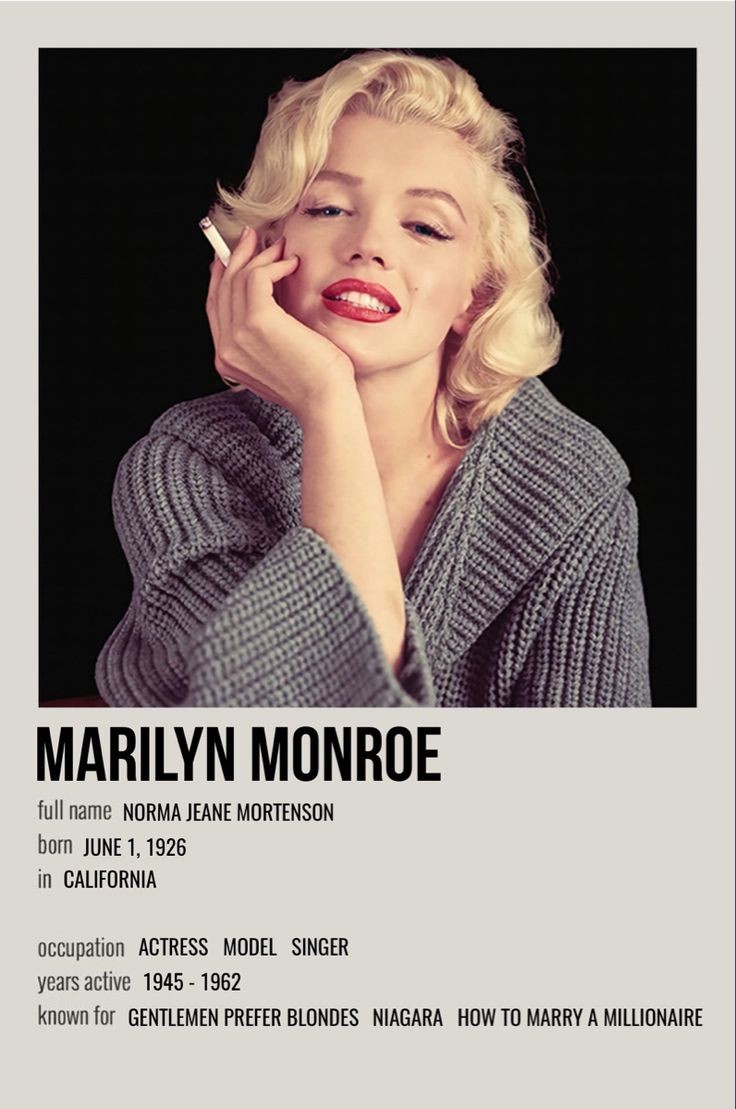 MARILYN MONROE
full name NORMA JEANE MORTENSON
born JUNE 1, 1926
in CALIFORNIA
occupation ACTRESS MODEL SINGER
years active 1945 - 1962
known for GENTLEMEN PREFER BLONDES NIAGARA HOW TO MARRY A MILLIONAIRE